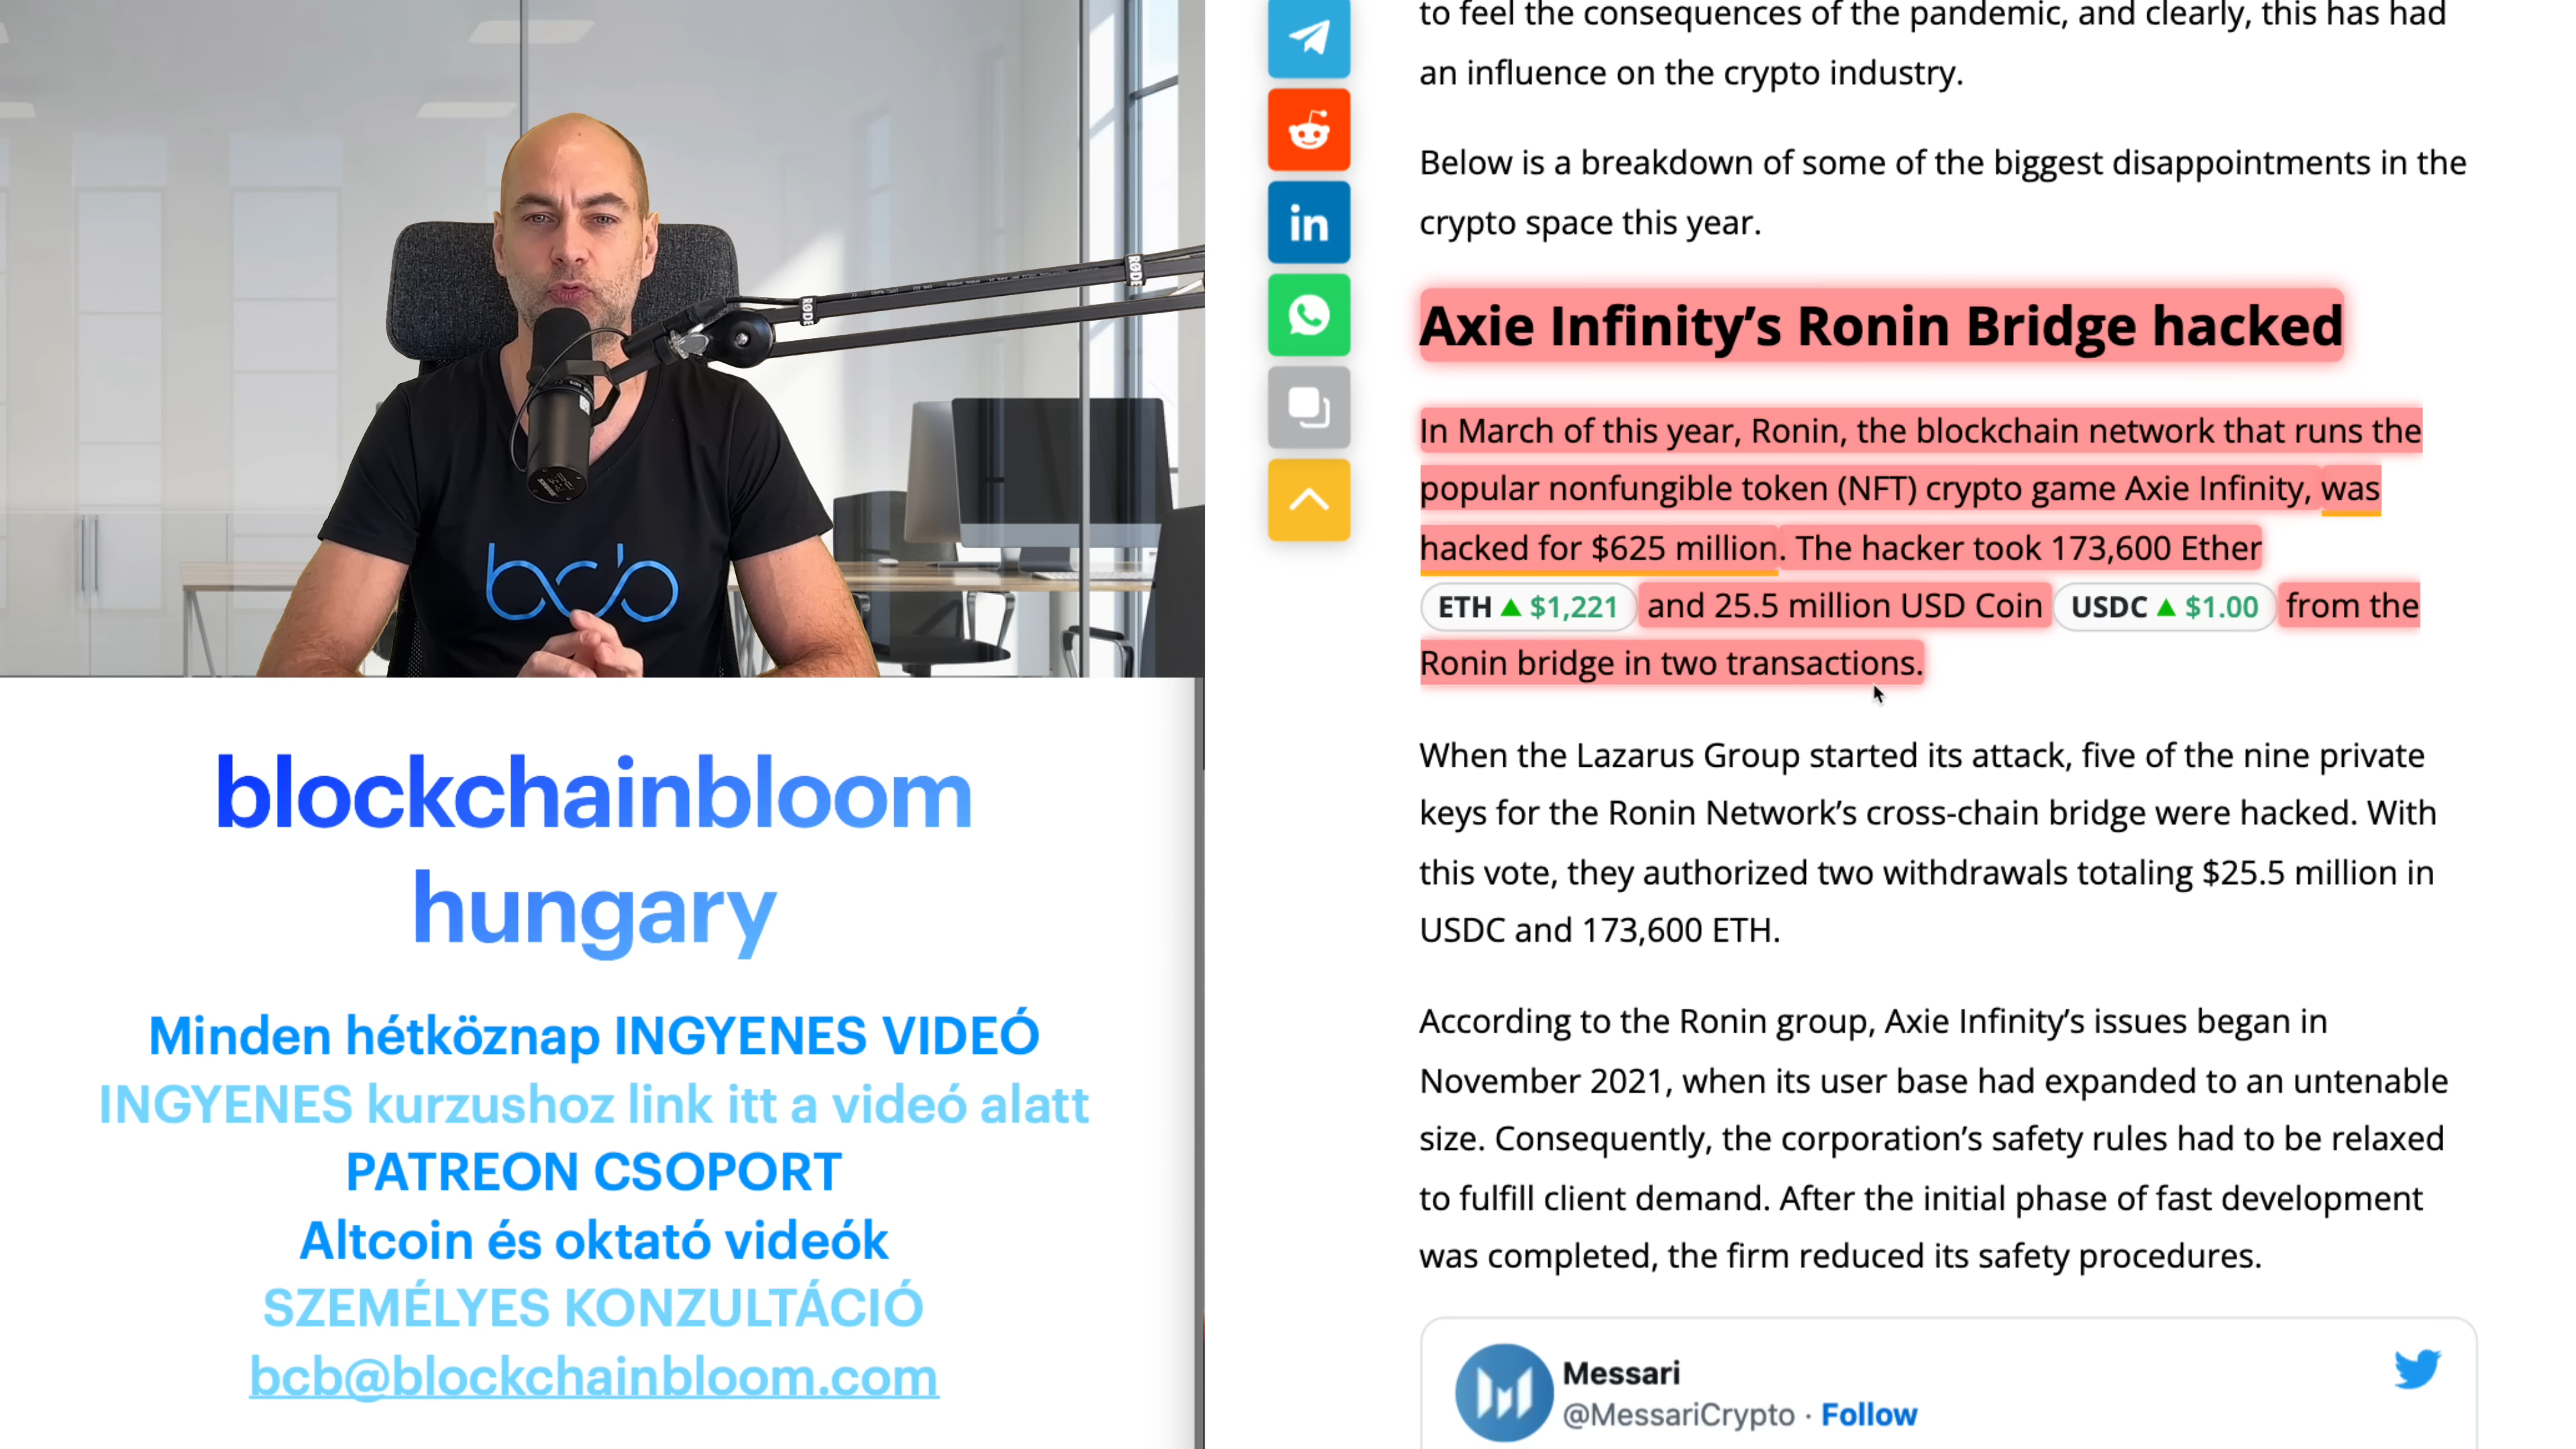 RØDE
RØDE
bcb
blockchainbloom
hungary
Minden hétköznap INGYENES VIDEÓ
INGYENES kurzushoz link itt a videó alatt
PATREON CSOPORT
Altcoin és oktató videók
SZEMÉLYES KONZULTÁCIÓ
bcb@blockchainbloom.com
to feel the consequences of the pandemic, and clearly, this has had
an influence on the crypto industry.
Below is a breakdown of some of the biggest disappointments in the
crypto space this year.
Axie Infinity’s Ronin Bridge hacked
In March of this year, Ronin, the blockchain network that runs the
popular nonfungible token (NFT) crypto game Axie Infinity, was
hacked for $625 million. The hacker took 173,600 Ether
ETH ▲ $1,221 and 25.5 million USD Coin USDC ▲ $1.00 from the
Ronin bridge in two transactions.
When the Lazarus Group started its attack, five of the nine private
keys for the Ronin Network’s cross-chain bridge were hacked. With
this vote, they authorized two withdrawals totaling $25.5 million in
USDC and 173,600 ETH.
According to the Ronin group, Axie Infinity’s issues began in
November 2021, when its user base had expanded to an untenable
size. Consequently, the corporation’s safety rules had to be relaxed
to fulfill client demand. After the initial phase of fast development
was completed, the firm reduced its safety procedures.
Messari
@MessariCrypto · Follow